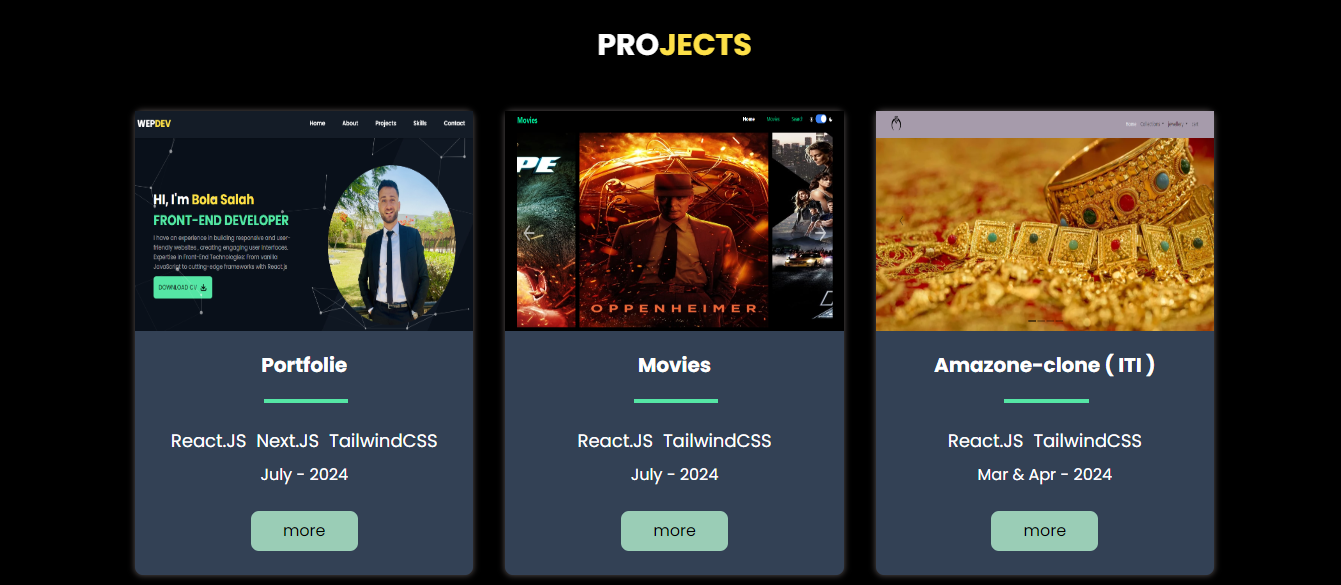 PROJECTS
WEPDEV
Home About Projects Skills Contact
HI, I'm Bola Salah
FRONT-END DEVELOPER
I have an experience in building responsive and user-
friendly websites , creating engaging user interfaces.
Expertise in Front-End Technologies: From vanilla
JavaScript to cutting-edge frameworks with React.js
DOWNLOAD CV
Portfolie
React.JS Next.JS TailwindCSS
July - 2024
more
Movies
Home Movies
PE
OPPENHEIMER
Movies
React.JS TailwindCSS
July - 2024
more
Home
Amazone-clone ( ITI )
React.JS TailwindCSS
Mar & Apr - 2024
more